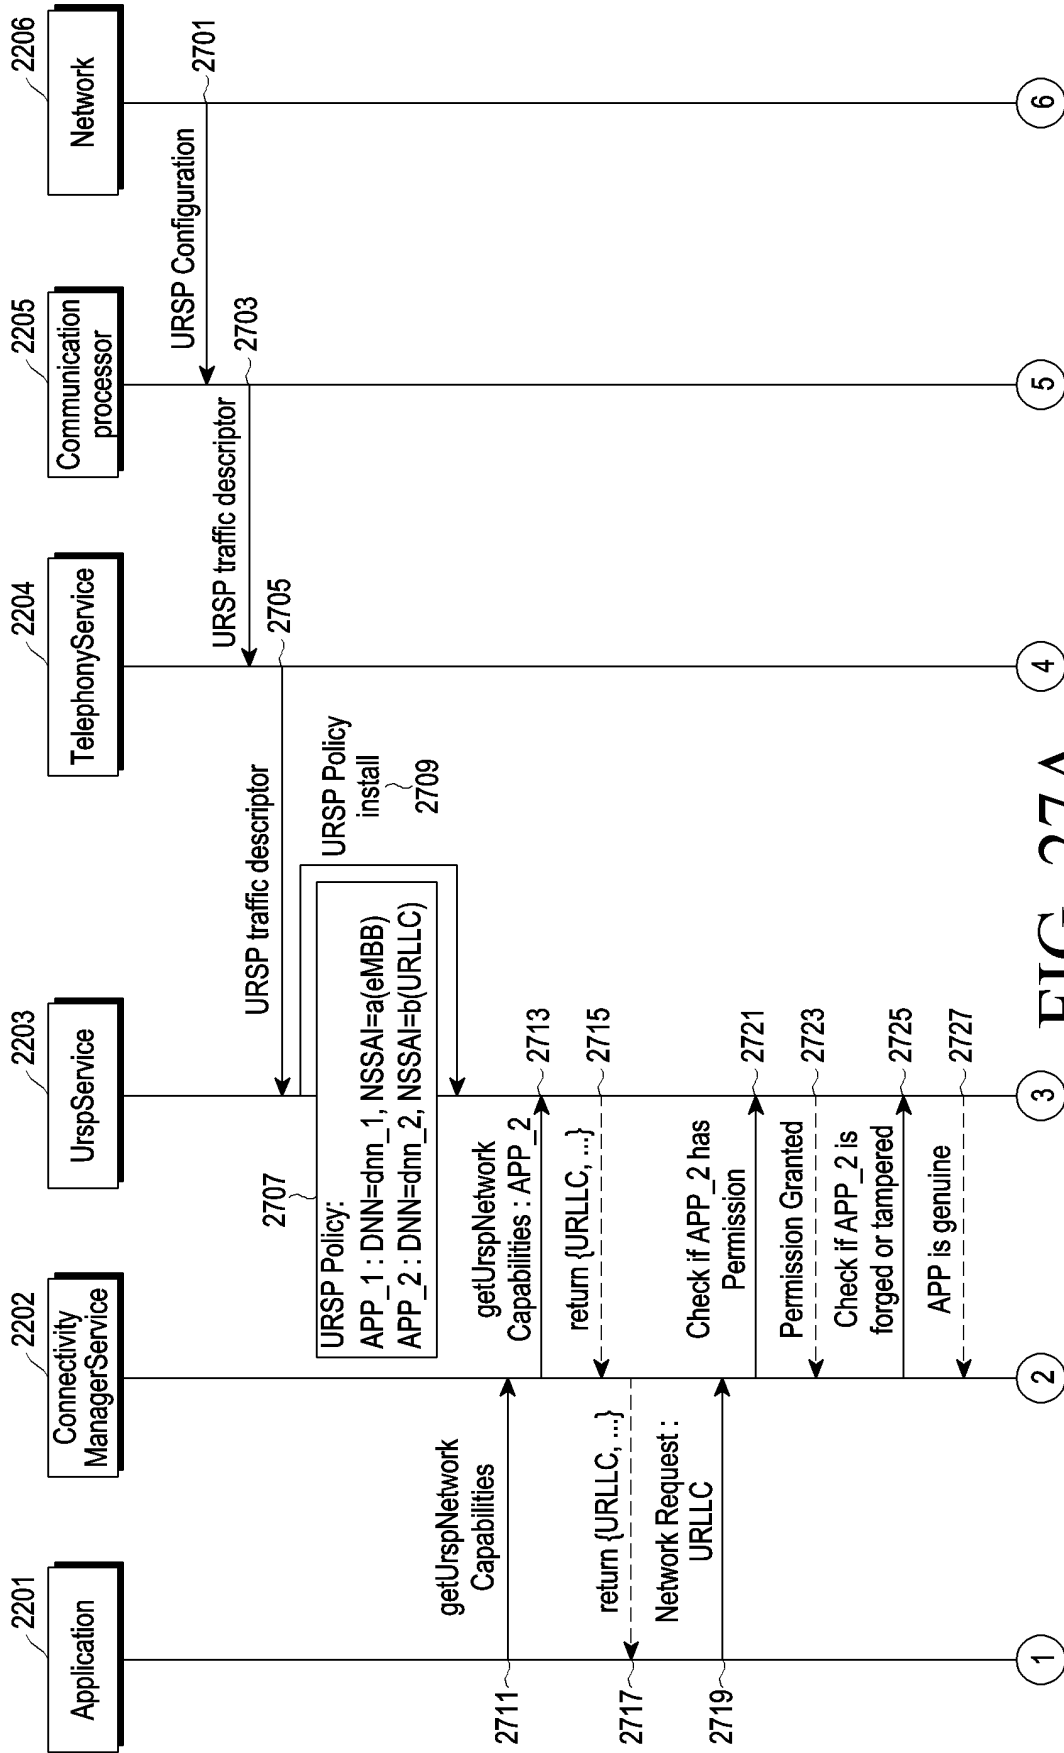 2201
Application
2202
Connectivity
ManagerService
2203
UrspService
2204
TelephonyService
2205
Communication
processor
2206
Network
URSP Configuration
2701
URSP traffic descriptor
2703
URSP traffic descriptor
2705
2707
URSP Policy:
APP_1 : DNN=dnn_1, NSSAI=a(eMBB)
APP_2 : DNN=dnn_2, NSSAI=b(URLLC)
URSP Policy
install
2709
getUrspNetwork
Capabilities
2711
getUrspNetwork
Capabilities : APP_2
2713
return {URLLC, ...}
2715
return {URLLC, ...}
2717
Network Request :
URLLC
2719
Check if APP_2 has
Permission
2721
Permission Granted
2723
Check if APP_2 is
forged or tampered
2725
APP is genuine
2727
1
2
3
4
5
6
FIG. 27A